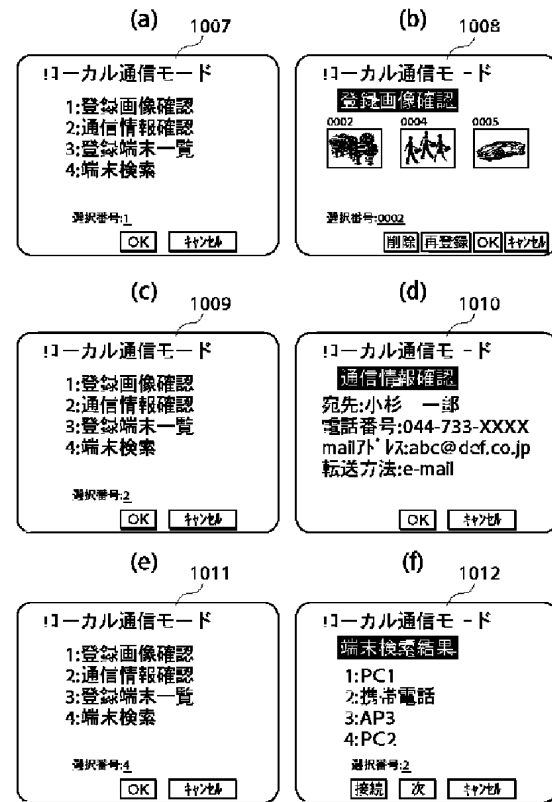 (a)
1007
ローカル通信モード
1:登録画像確認
2:通信情報確認
3:登録端末一覧
4:端末検索
選択番号:1
OK キャンセル
(b)
1008
ローカル通信モード
登録画像確認
0002 0004 0005
選択番号:0002
削除 再登録 OK キャンセル
(c)
1009
ローカル通信モード
1:登録画像確認
2:通信情報確認
3:登録端末一覧
4:端末検索
選択番号:2
OK キャンセル
(d)
1010
ローカル通信モード
通信情報確認
宛先:小杉 一郎
電話番号:044-733-XXXX
mailアドレス:abc@def.co.jp
転送方法:e-mail
OK キャンセル
(e)
1011
ローカル通信モード
1:登録画像確認
2:通信情報確認
3:登録端末一覧
4:端末検索
選択番号:4
OK キャンセル
(f)
1012
ローカル通信モード
端末検索結果
1:PC1
2:携帯電話
3:AP3
4:PC2
選択番号:2
接続 次 キャンセル